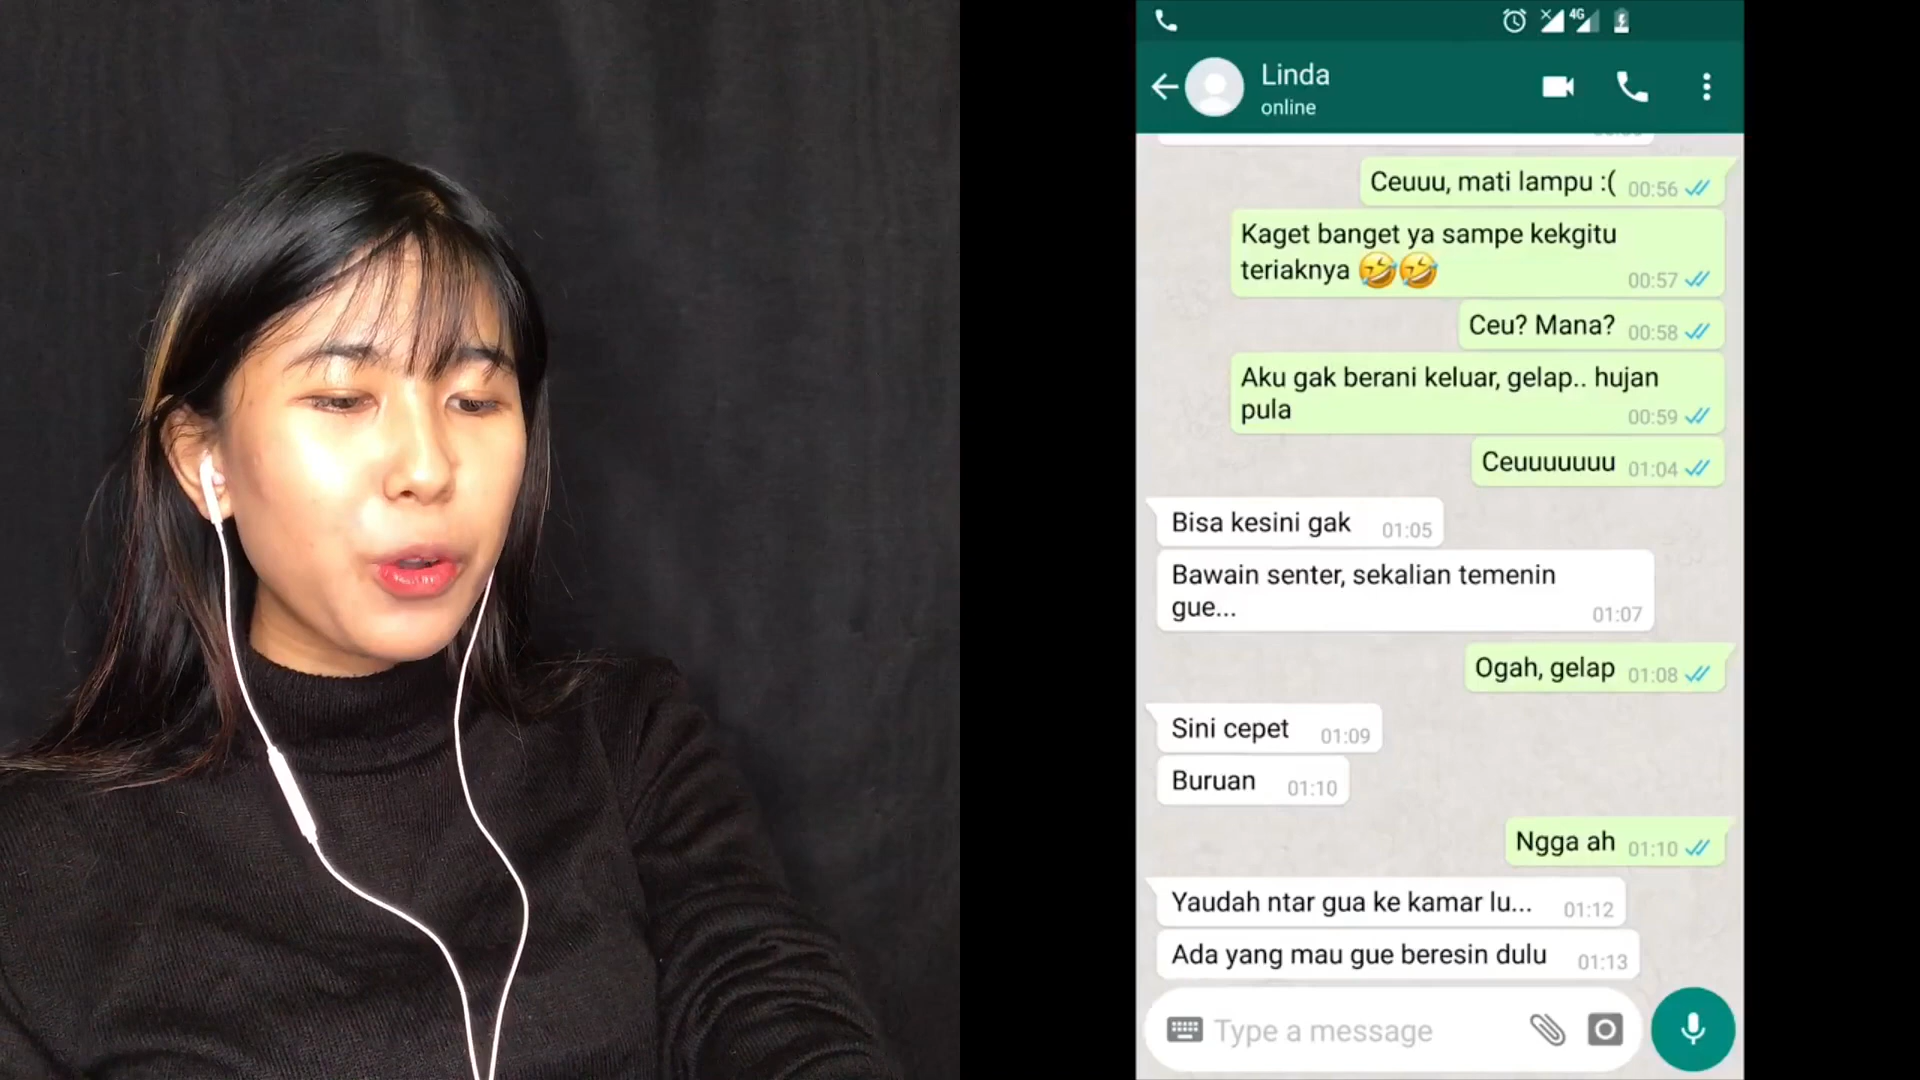 4G
Linda
online
Ceuuu, mati lampu :( 00:56
Kaget banget ya sampe kekgitu
teriaknya 🤣🤣 00:57
Ceu? Mana? 00:58
Aku gak berani keluar, gelap.. hujan
pula 00:59
Ceuuuuuuu 01:04
Bisa kesini gak 01:05
Bawain senter, sekalian temenin
gue... 01:07
Ogah, gelap 01:08
Sini cepet 01:09
Buruan 01:10
Ngga ah 01:10
Yaudah ntar gua ke kamar lu... 01:12
Ada yang mau gue beresin dulu 01:13
Type a message